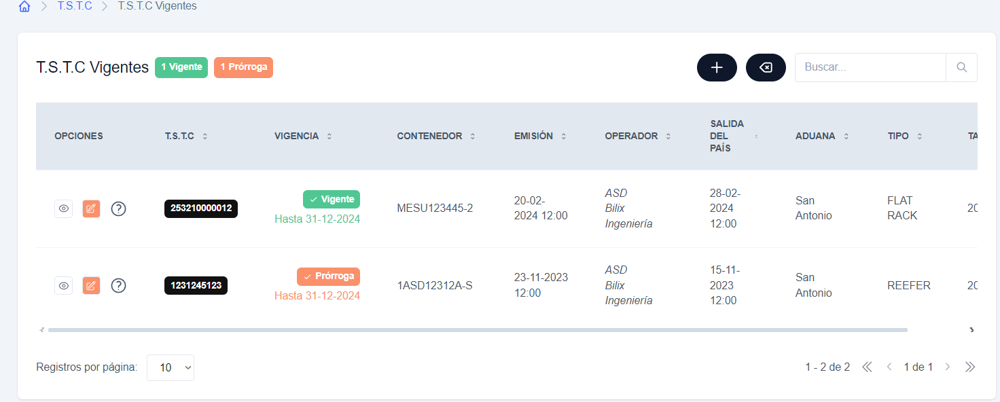 T.S.T.C > T.S.T.C Vigentes
T.S.T.C Vigentes 1 Vigente 1 Prórroga
Buscar...
OPCIONES T.S.T.C VIGENCIA CONTENEDOR EMISIÓN OPERADOR SALIDA DEL PAÍS ADUANA TIPO TA
253210000012
Vigente
Hasta 31-12-2024
MESU123445-2
20-02-
2024 12:00
ASD
Bilix
Ingeniería
28-02-
2024
12:00
San
Antonio
FLAT
RACK
20
1231245123
Prórroga
Hasta 31-12-2024
1ASD12312A-S
23-11-2023
12:00
ASD
Bilix
Ingeniería
15-11-
2023
12:00
San
Antonio
REEFER
20
Registros por página: 10
1 - 2 de 2
1 de 1